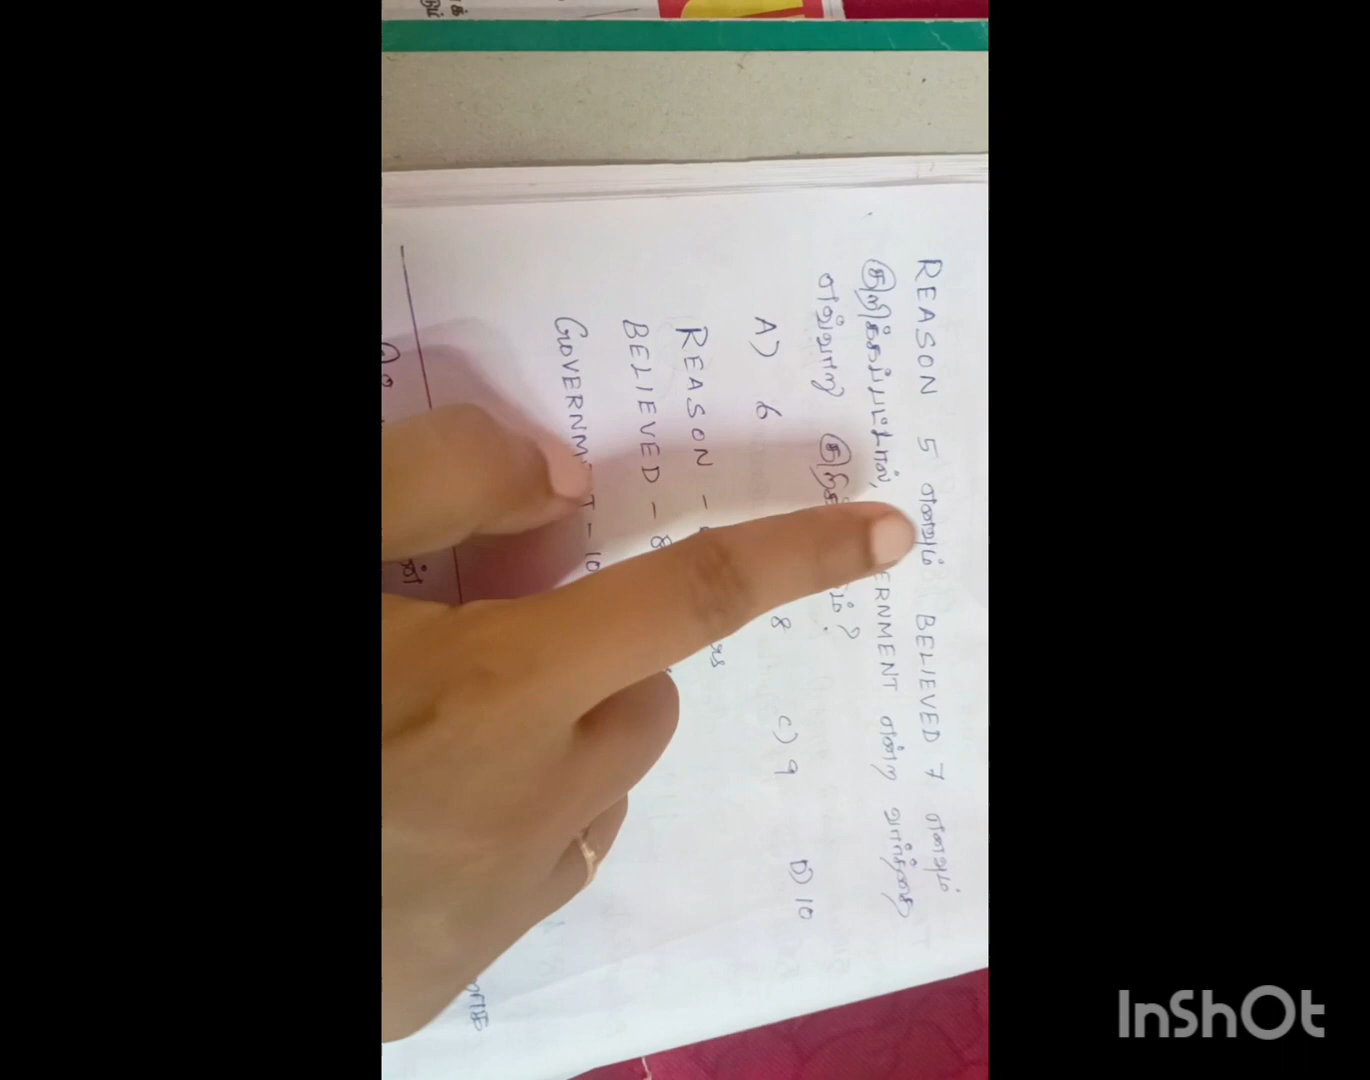 REASON 5 எனவும் BELIEVED 7 எனவும்
குறிக்கப்பட்டால், ERNMENT என்ற வார்த்தை
எவ்வாறு
A) 6 8 C) 9 D) 10
REASON -
BELIEVED - 8
GOVERNM T - 10
InShOt